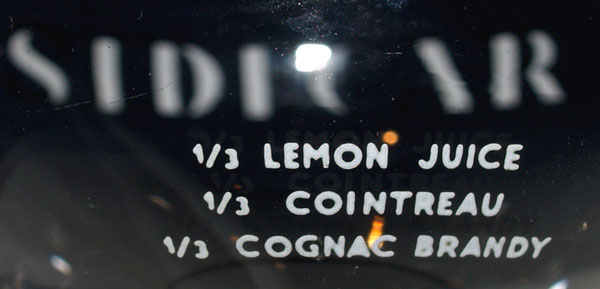 SIDECAR
1/3 LEMON JUICE
1/3 COINTREAU
1/3 COGNAC BRANDY